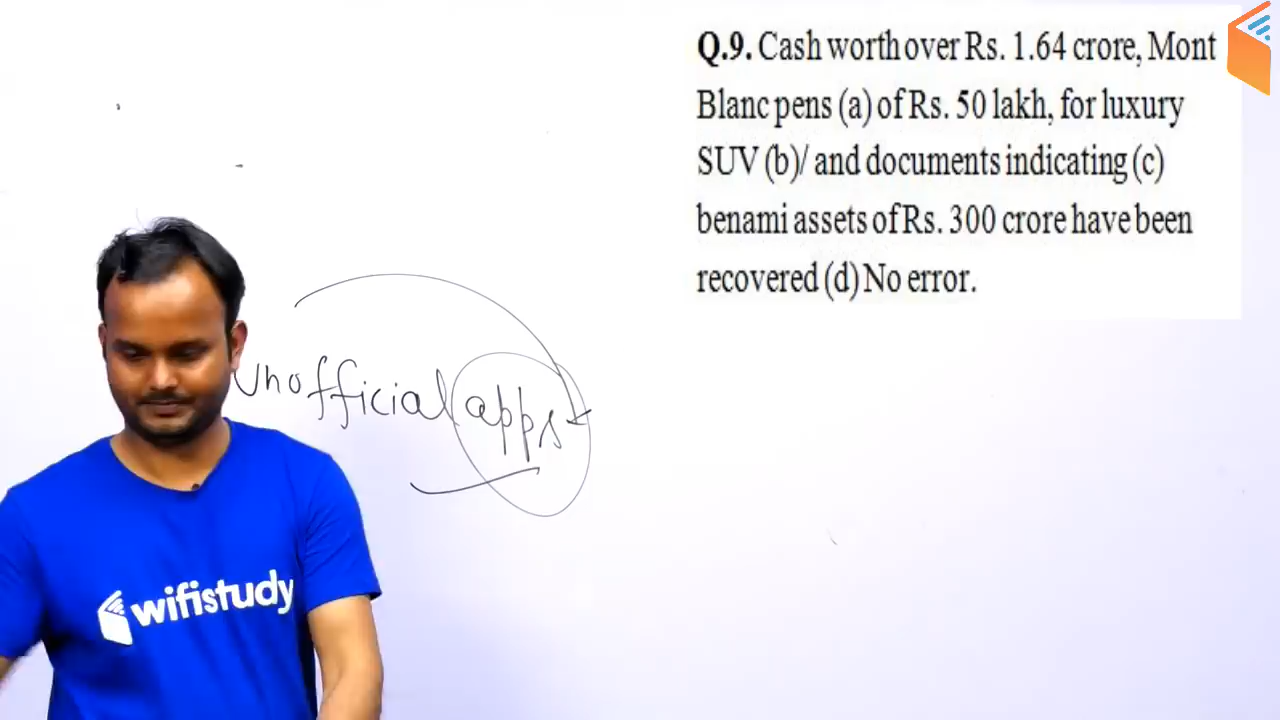 Q.9. Cash worth over Rs. 1.64 crore, Mont
Blanc pens (a) of Rs. 50 lakh, for luxury
SUV (b)/ and documents indicating (c)
benami assets of Rs. 300 crore have been
recovered (d) No error.
Unofficial apps
wifistudy